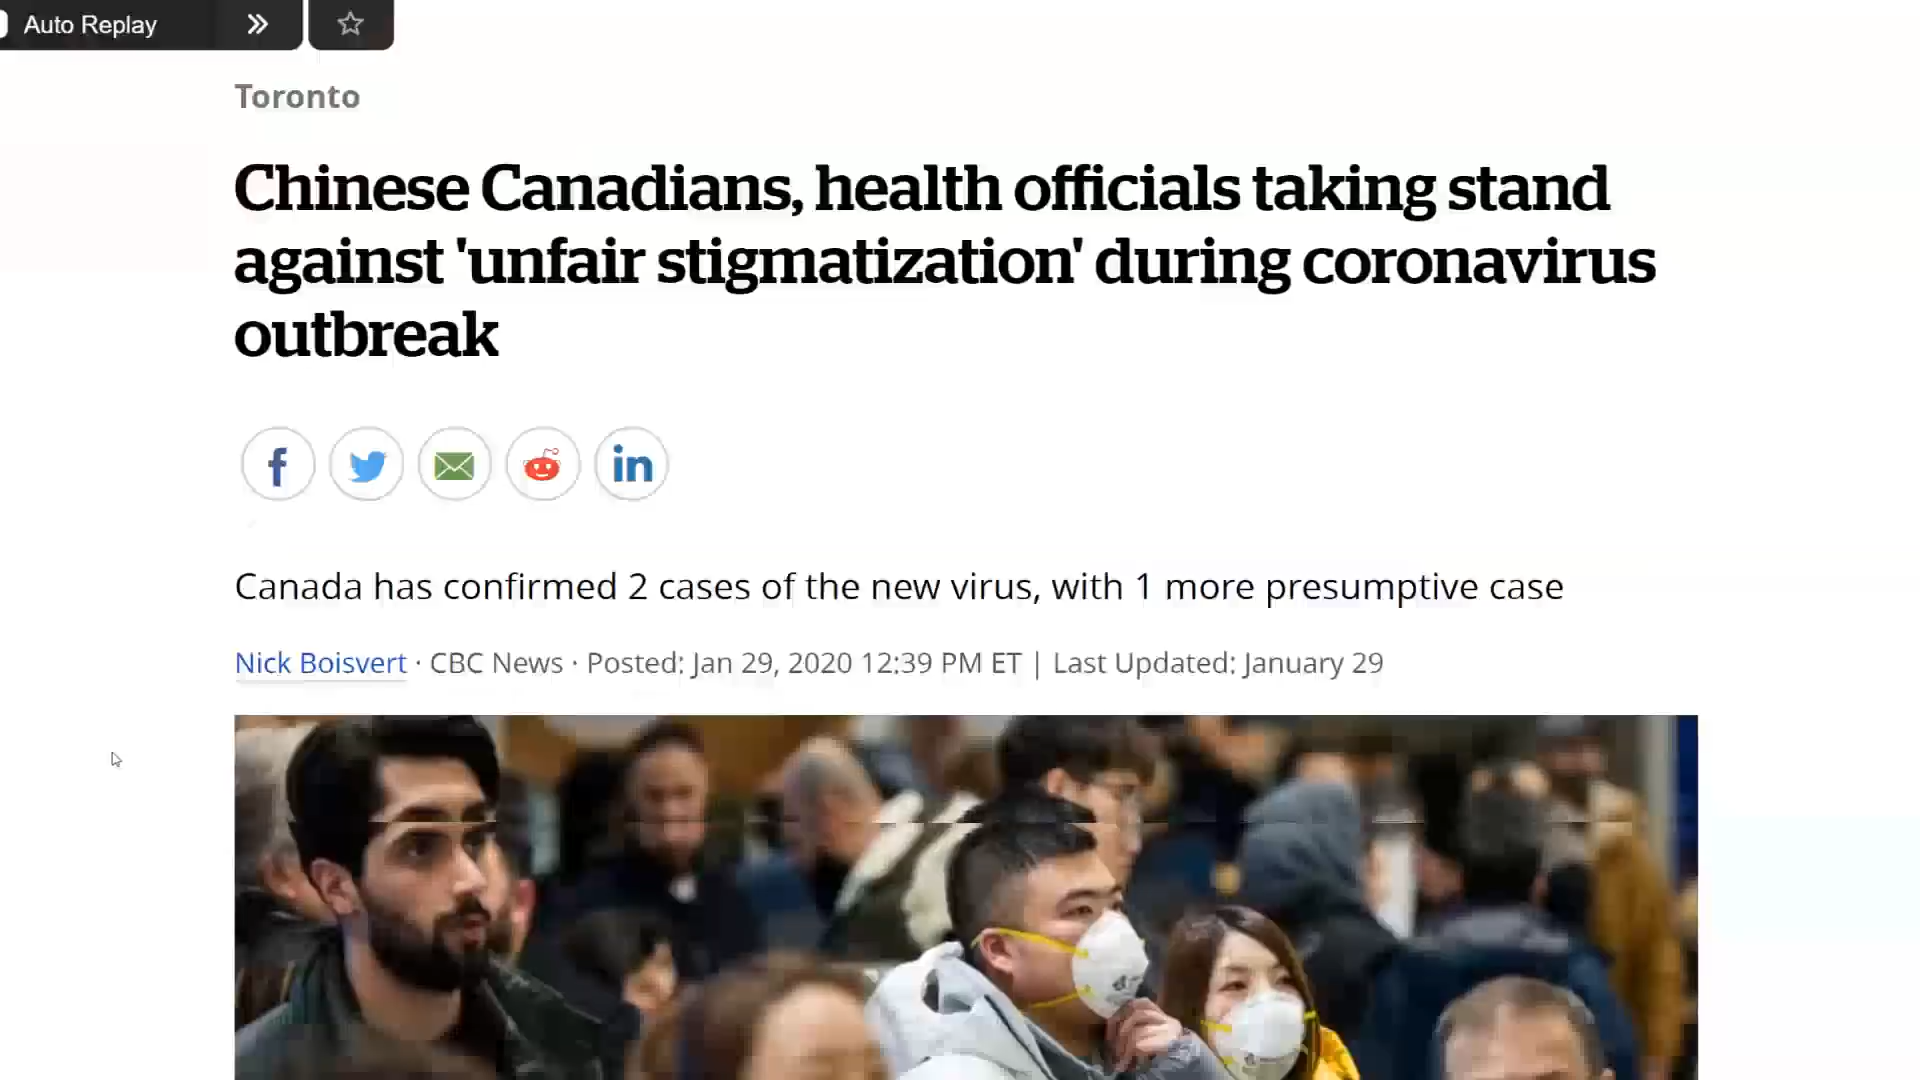 Auto Replay
Toronto
Chinese Canadians, health officials taking stand
against 'unfair stigmatization' during coronavirus
outbreak
Canada has confirmed 2 cases of the new virus, with 1 more presumptive case
Nick Boisvert · CBC News · Posted: Jan 29, 2020 12:39 PM ET | Last Updated: January 29